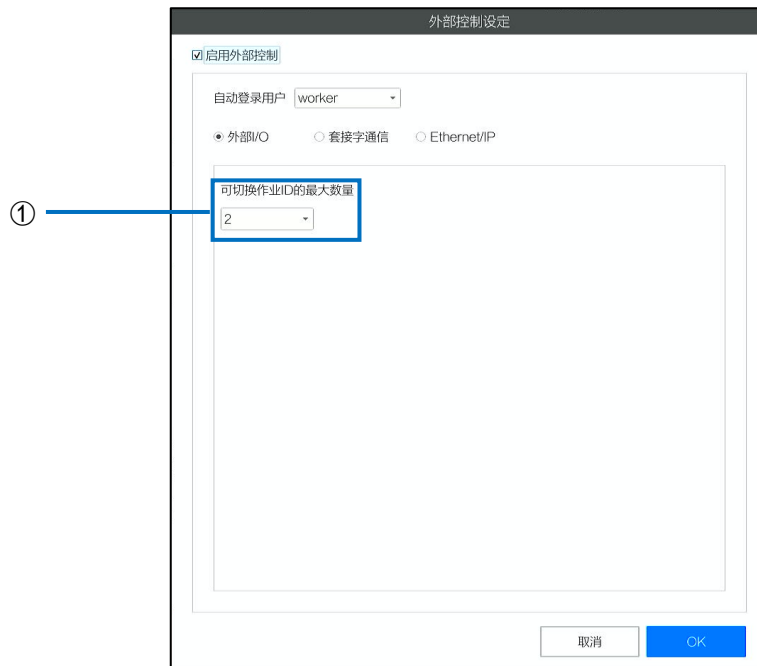 外部控制设定
启用外部控制
自动登录用户 worker
外部I/O 套接字通信 Ethernet/IP
可切换作业ID的最大数量
① 2
取消 OK